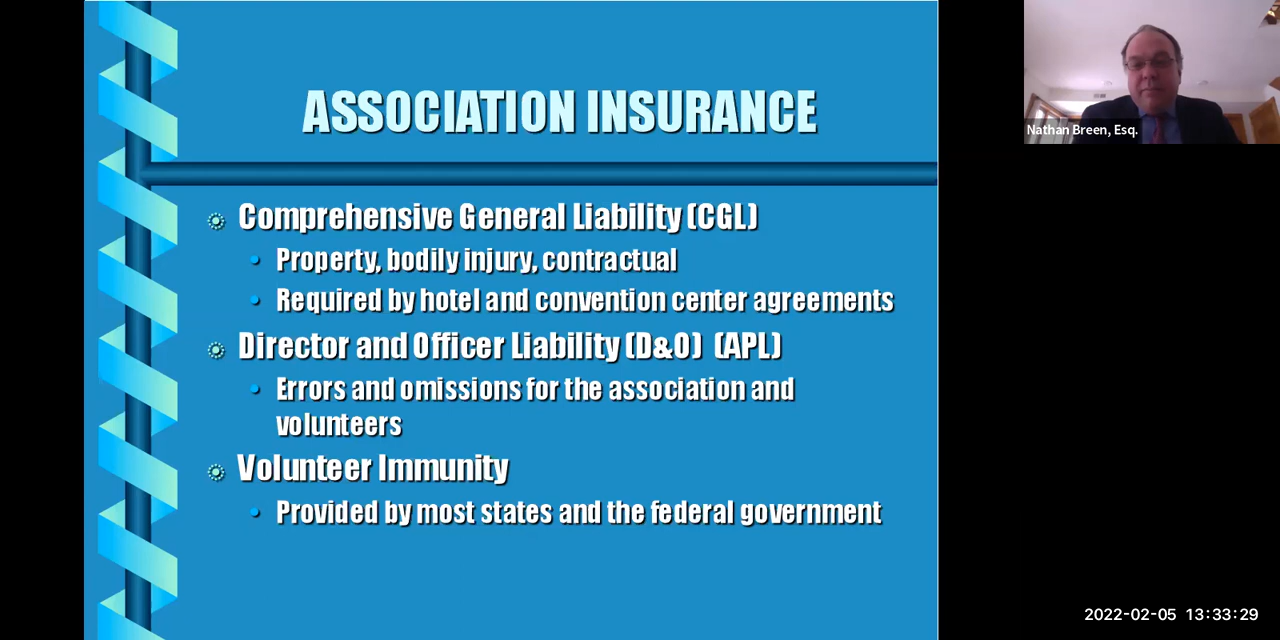 ASSOCIATION INSURANCE
Comprehensive General Liability (CGL)
Property, bodily injury, contractual
Required by hotel and convention center agreements
Director and Officer Liability (D&O) (APL)
Errors and omissions for the association and
volunteers
Volunteer Immunity
Provided by most states and the federal government
Nathan Breen, Esq.
2022-02-05 13:33:29